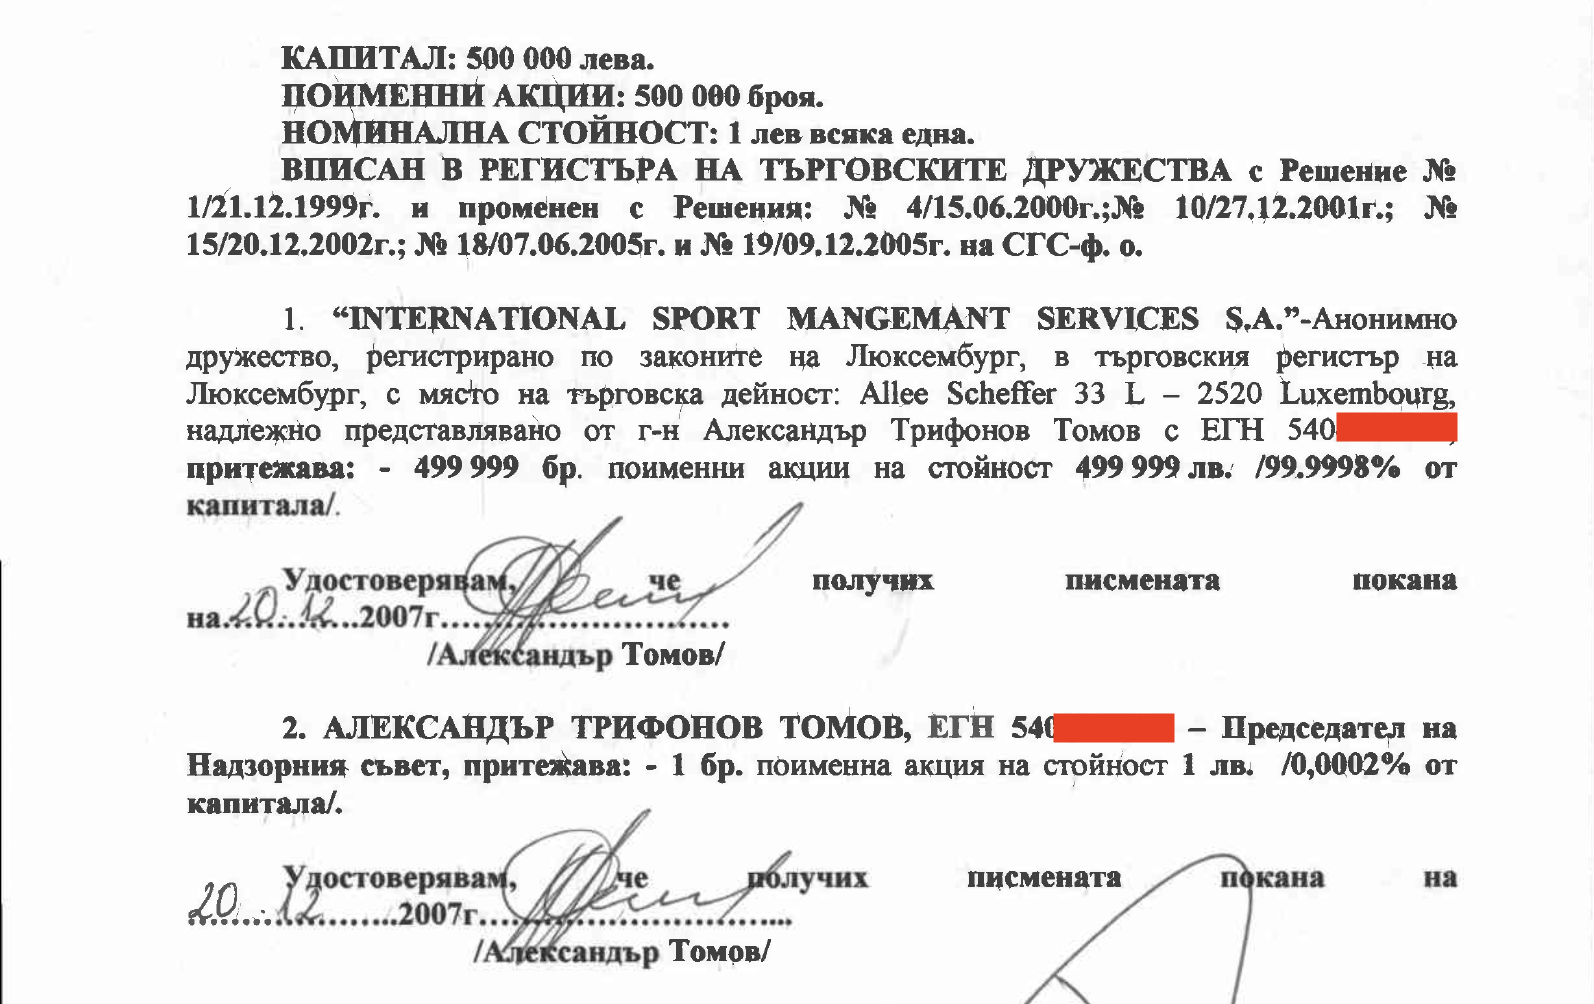 КАПИТАЛ: 500 000 лева.
ПОИМЕННИ АКЦИИ: 500 000 броя.
НОМИНАЛНА СТОЙНОСТ: 1 лев всяка една.
ВПИСАН В РЕГИСТЪРА НА ТЪРГОВСКИТЕ ДРУЖЕСТВА с Решение №
1/21.12.1999г. и променен с Решения: № 4/15.06.2000г.;№ 10/27.12.2001г.; №
15/20.12.2002г.; № 18/07.06.2005г. и № 19/09.12.2005г. на СГС-ф. о.
1. “INTERNATIONAL SPORT MANGEMANT SERVICES S.A.”-Анонимно
дружество, регистрирано по законите на Люксембург, в търговския регистър на
Люксембург, с място на търговска дейност: Allee Scheffer 33 L – 2520 Luxembourg,
надлежно представлявано от г-н Александър Трифонов Томов с ЕГН 540
притежава: - 499 999 бр. поименни акции на стойност 499 999 лв. /99.9998% от
капитала/.
Удостоверявам, че получих писмената покана
на 20.12.2007г..............................
/Александър Томов/
2. АЛЕКСАНДЪР ТРИФОНОВ ТОМОВ, ЕГН 540 – Председател на
Надзорния съвет, притежава: - 1 бр. поименна акция на стойност 1 лв. /0,0002% от
капитала/.
Удостоверявам, че получих писмената покана на
20.12.2007г..............................
/Александър Томов/